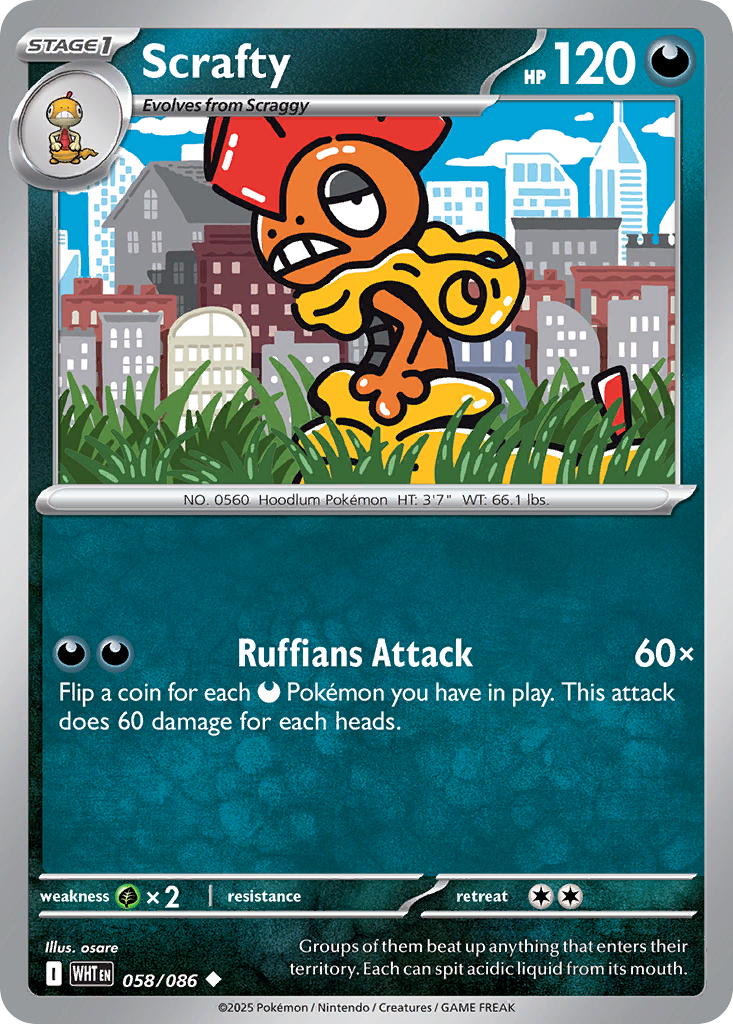 STAGE1
Scrafty
HP 120
Evolves from Scraggy
NO. 0560 Hoodlum Pokémon HT: 3'7" WT: 66.1 lbs.
Ruffians Attack 60×
Flip a coin for each Pokémon you have in play. This attack
does 60 damage for each heads.
weakness ×2 resistance retreat
Illus. osare
Groups of them beat up anything that enters their
territory. Each can spit acidic liquid from its mouth.
I WHT EN 058/086
©2025 Pokémon / Nintendo / Creatures / GAME FREAK